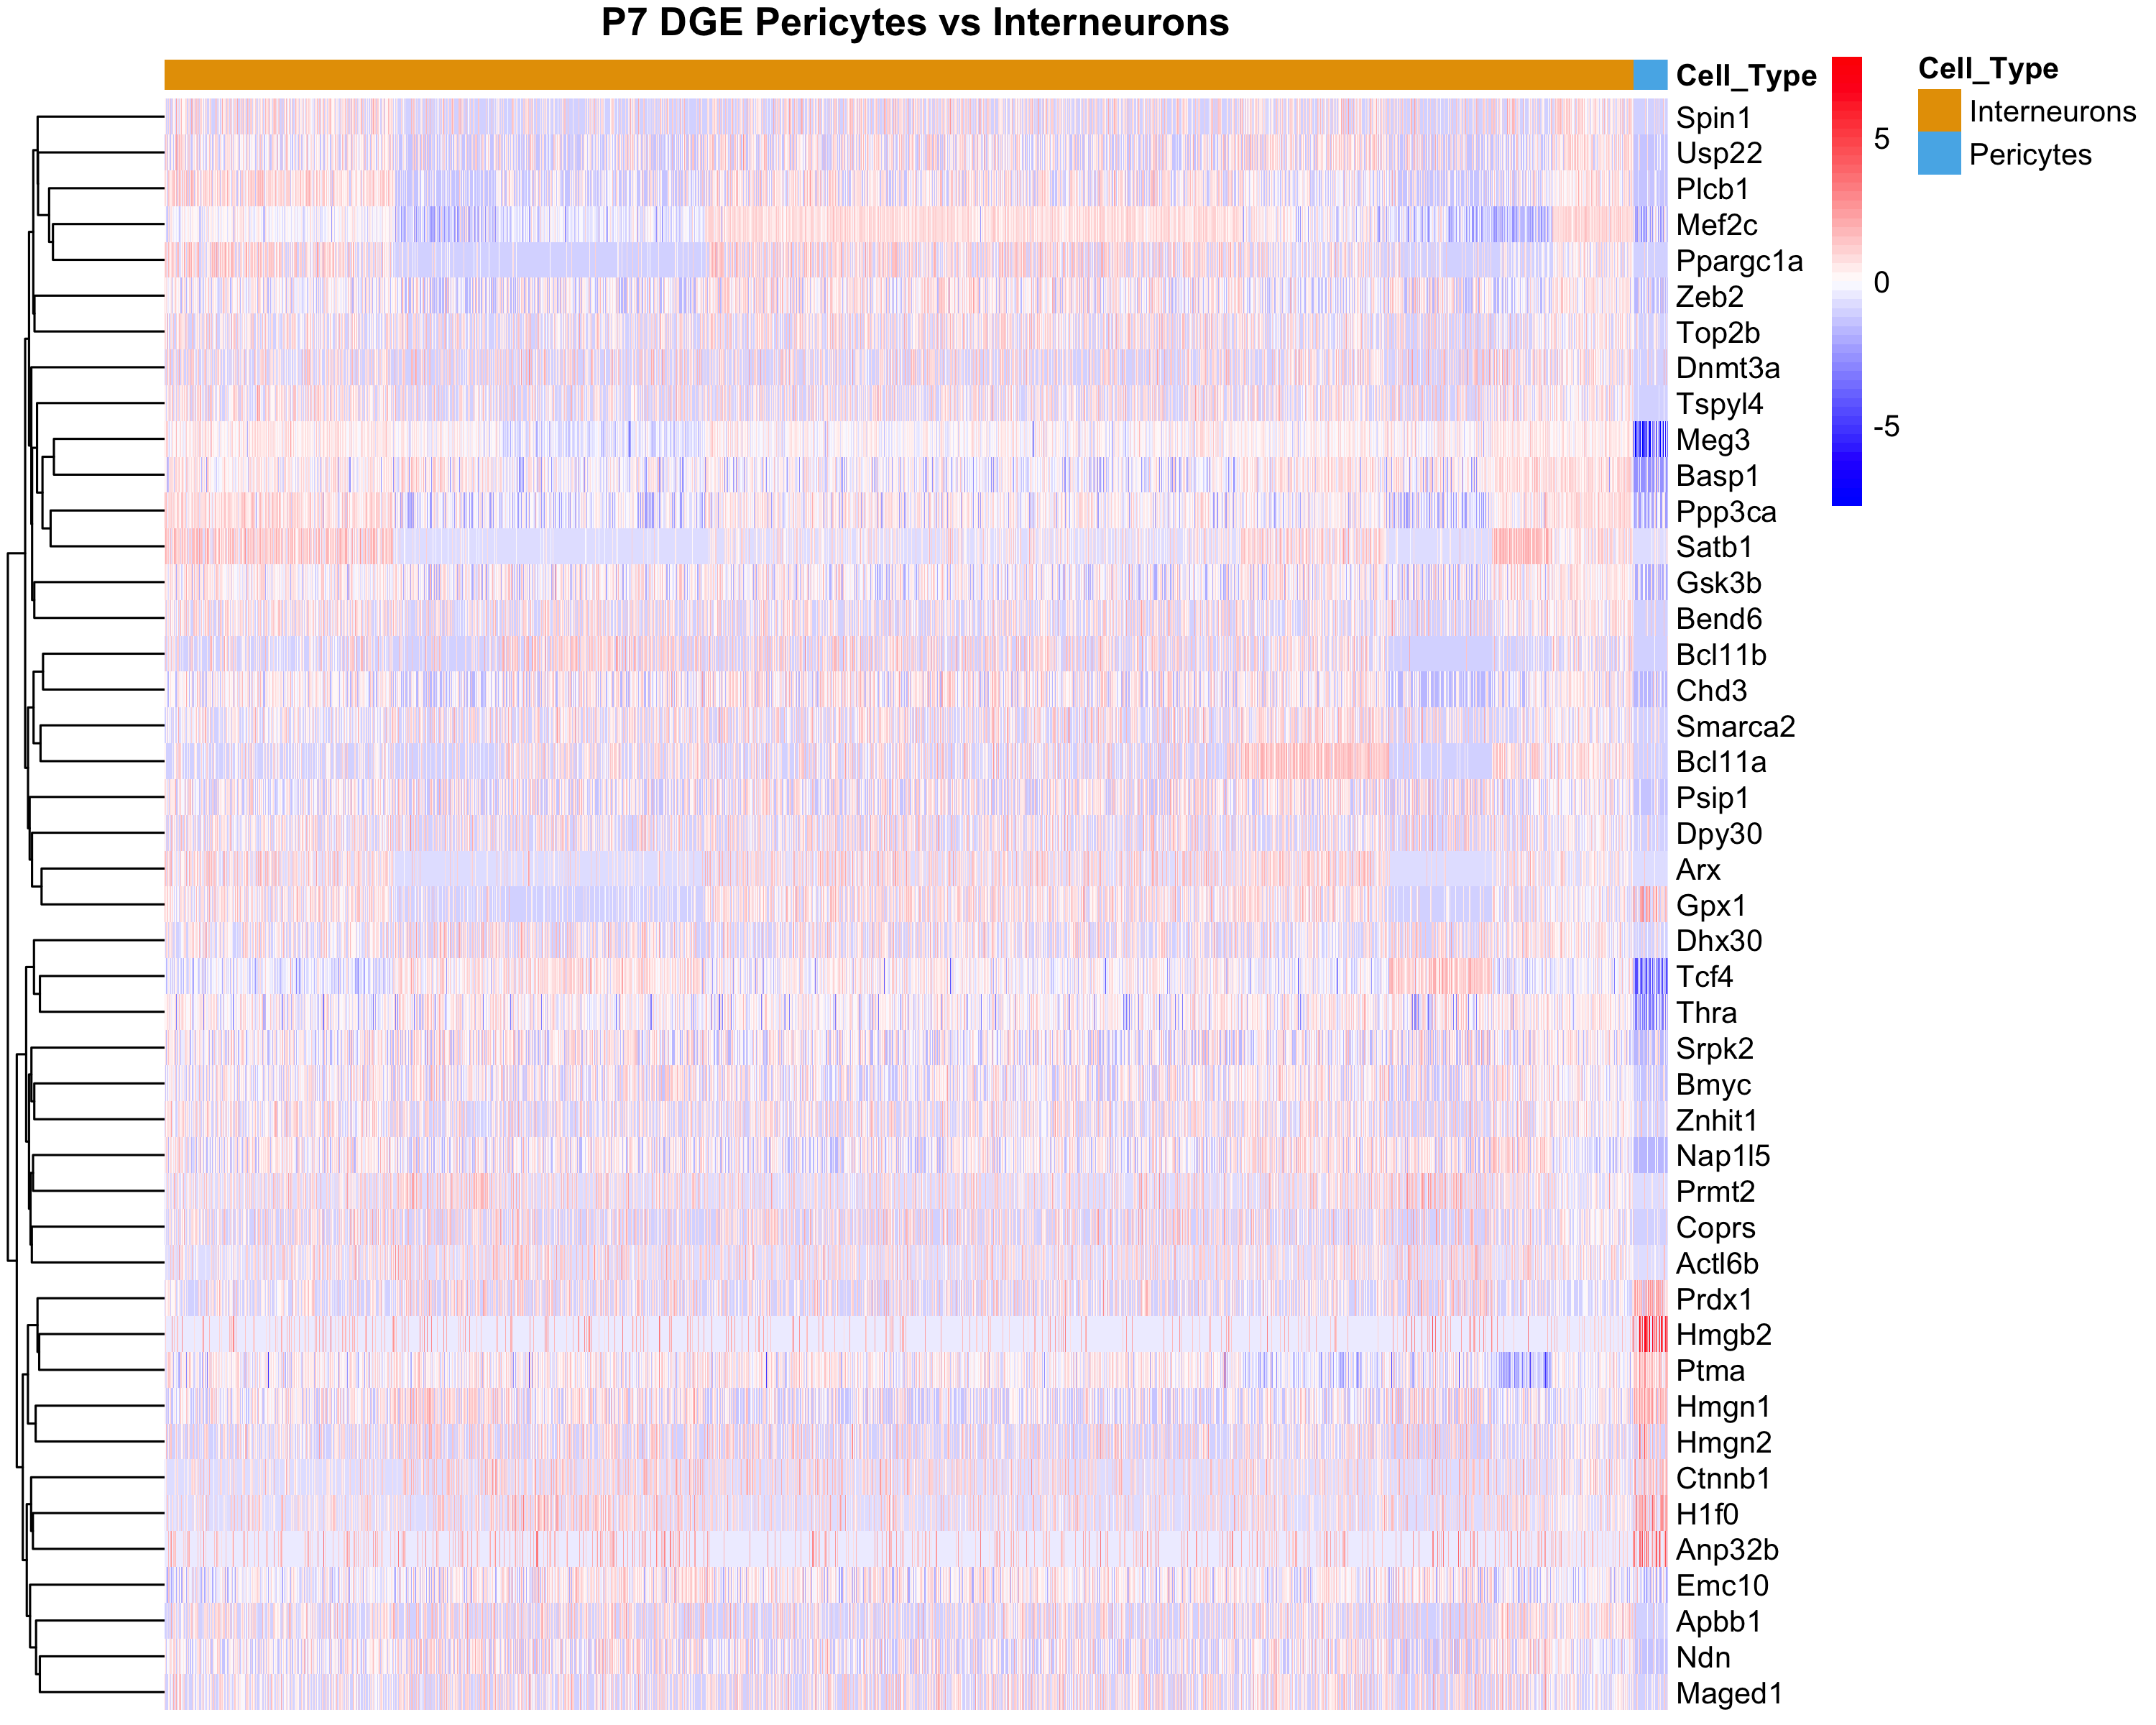 P7 DGE Pericytes vs Interneurons
Cell_Type
Spin1
Usp22
Plcb1
Mef2c
Ppargc1a
Zeb2
Top2b
Dnmt3a
Tspyl4
Meg3
Basp1
Ppp3ca
Satb1
Gsk3b
Bend6
Bcl11b
Chd3
Smarca2
Bcl11a
Psip1
Dpy30
Arx
Gpx1
Dhx30
Tcf4
Thra
Srpk2
Bmyc
Znhit1
Nap1l5
Prmt2
Coprs
Actl6b
Prdx1
Hmgb2
Ptma
Hmgn1
Hmgn2
Ctnnb1
H1f0
Anp32b
Emc10
Apbb1
Ndn
Maged1
5
0
-5
Cell_Type
Interneurons
Pericytes